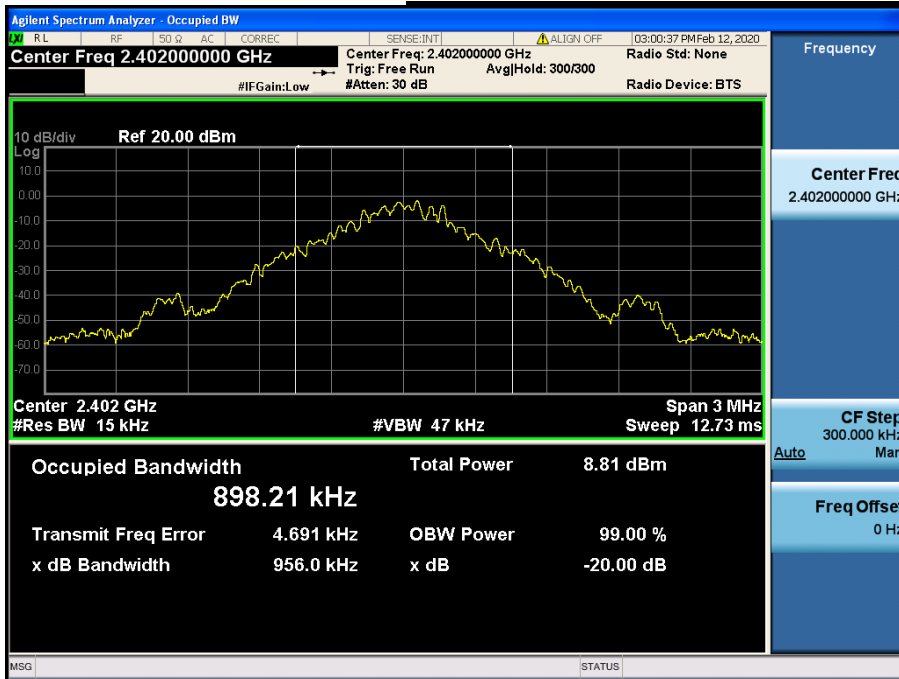 Agilent Spectrum Analyzer - Occupied BW
LXI RL RF 50 Ω AC CORREC SENSE:INT ALIGN OFF 03:00:37 PM Feb 12, 2020
Center Freq 2.402000000 GHz
Center Freq: 2.402000000 GHz Radio Std: None
Trig: Free Run Avg|Hold: 300/300
#IFGain:Low #Atten: 30 dB Radio Device: BTS
Frequency
10 dB/div Ref 20.00 dBm
Log
10.0
0.00
-10.0
-20.0
-30.0
-40.0
-50.0
-60.0
-70.0
Center 2.402 GHz Span 3 MHz
#Res BW 15 kHz #VBW 47 kHz Sweep 12.73 ms
Center Freq
2.402000000 GHz
CF Step
300.000 kHz
Auto Man
Freq Offset
0 Hz
Occupied Bandwidth Total Power 8.81 dBm
898.21 kHz
Transmit Freq Error 4.691 kHz OBW Power 99.00 %
x dB Bandwidth 956.0 kHz x dB -20.00 dB
MSG STATUS